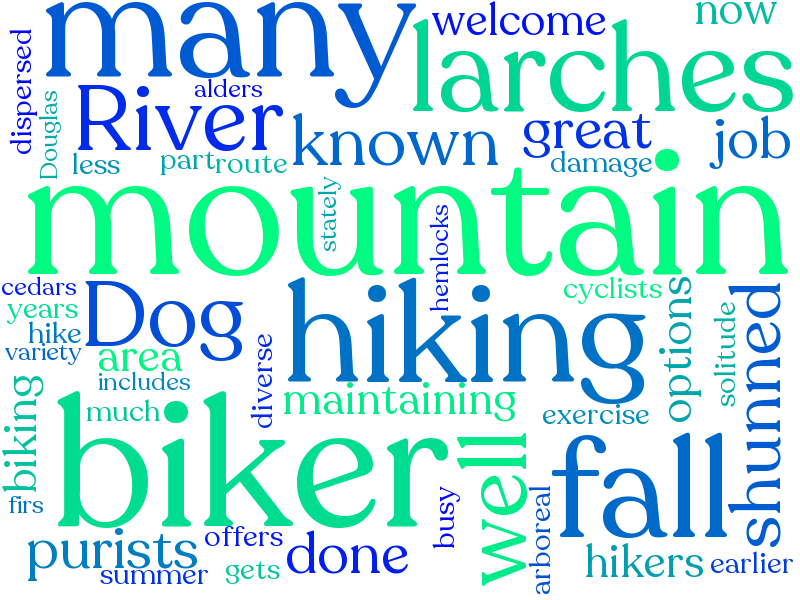 many
welcome
now
larches
dispersed
Douglas
alders
River
known
great
job
less
part
route
damage
mountain
stately
hemlocks
cedars
years
hike
variety
Dog
area
includes
hiking
cyclists
options
solitude
shunned
diverse
maintaining
much
exercise
biking
firs
biker
well
fall
busy
arboreal
purists
offers
done
summer
gets
hikers
earlier